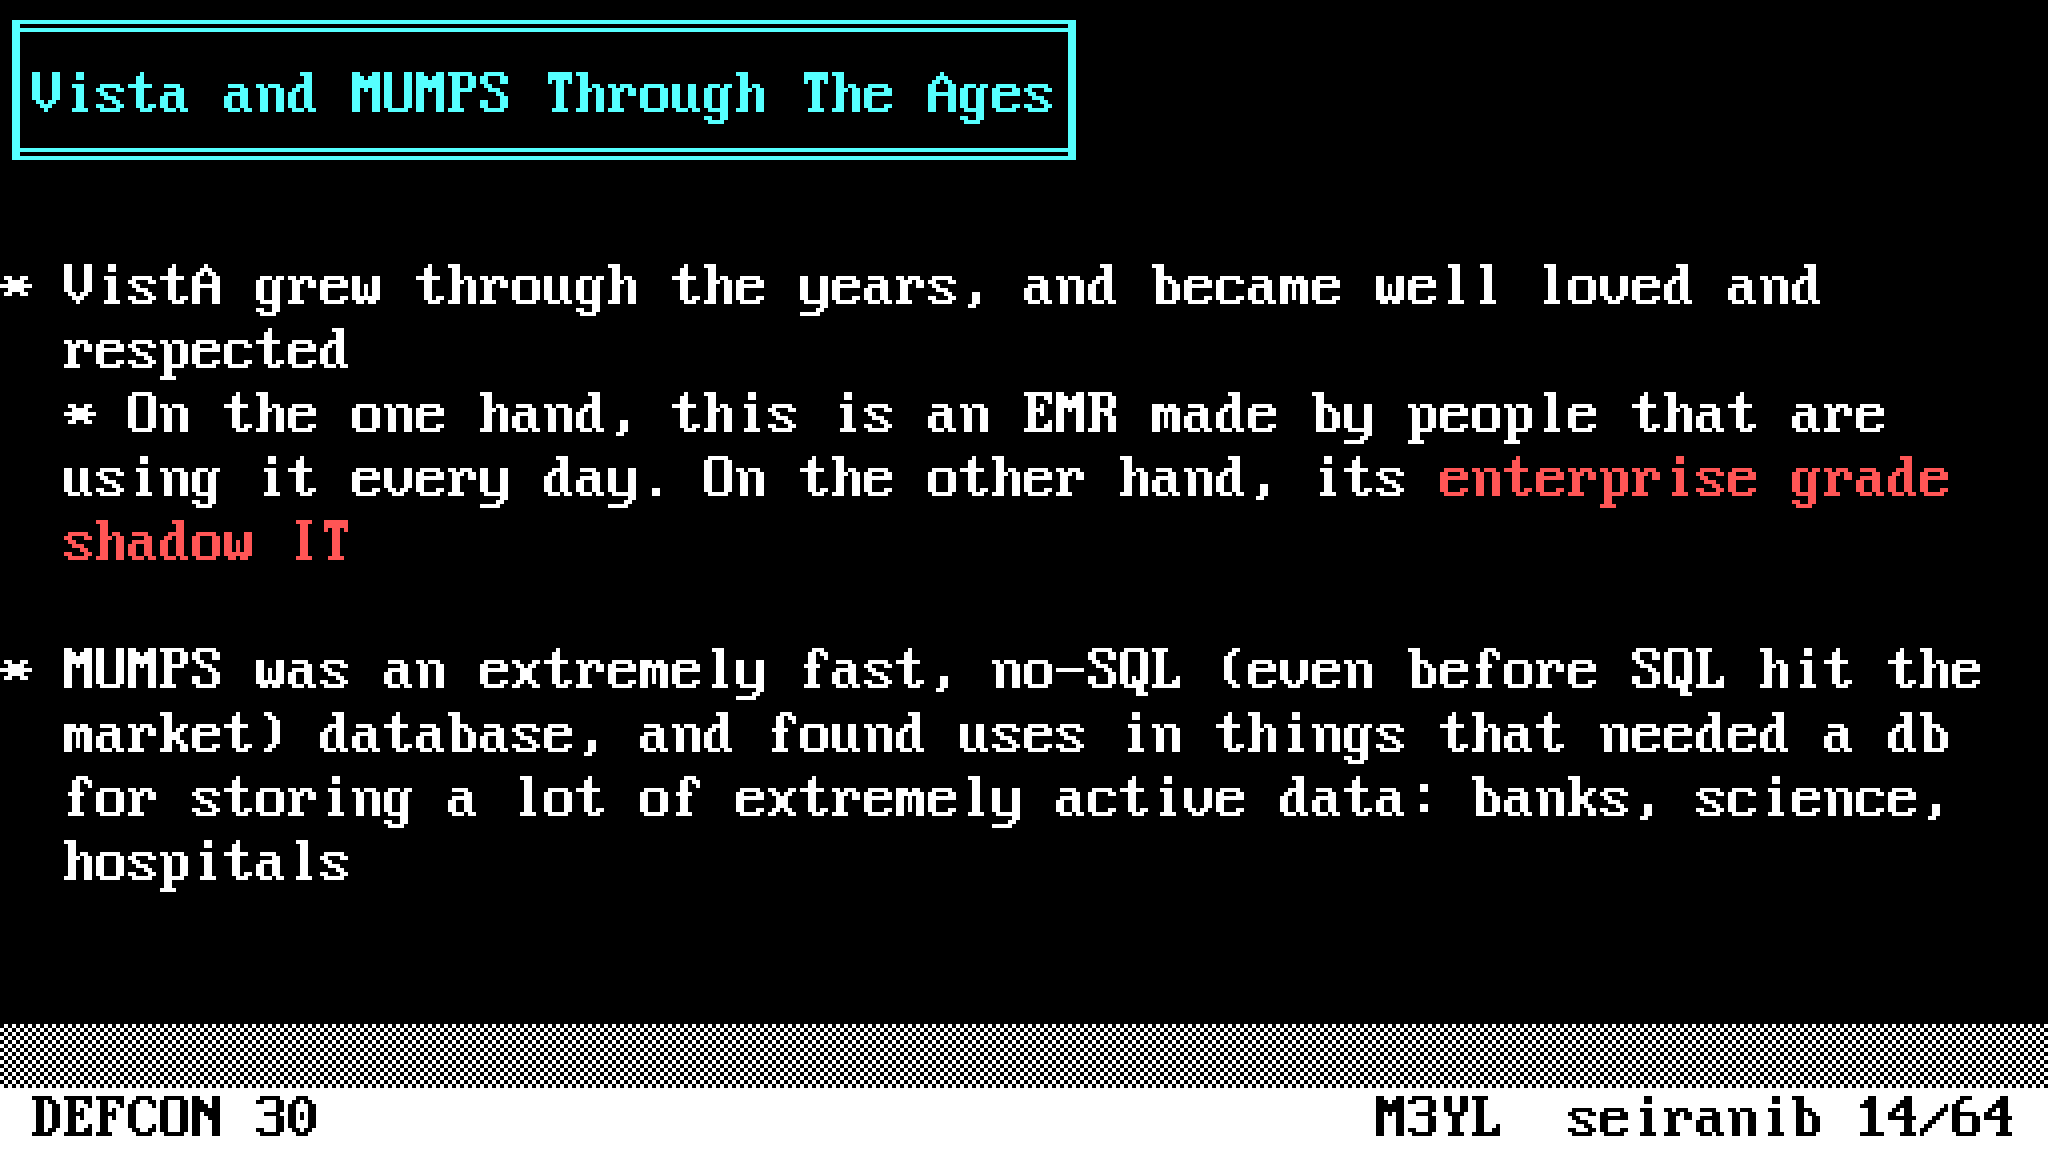 Vista and MUMPS Through The Ages
* VistA grew through the years, and became well loved and
respected
* On the one hand, this is an EMR made by people that are
using it every day. On the other hand, its enterprise grade
shadow IT
* MUMPS was an extremely fast, no-SQL (even before SQL hit the
market) database, and found uses in things that needed a db
for storing a lot of extremely active data: banks, science,
hospitals
DEFCON 30 M3YL seiranib 14/64